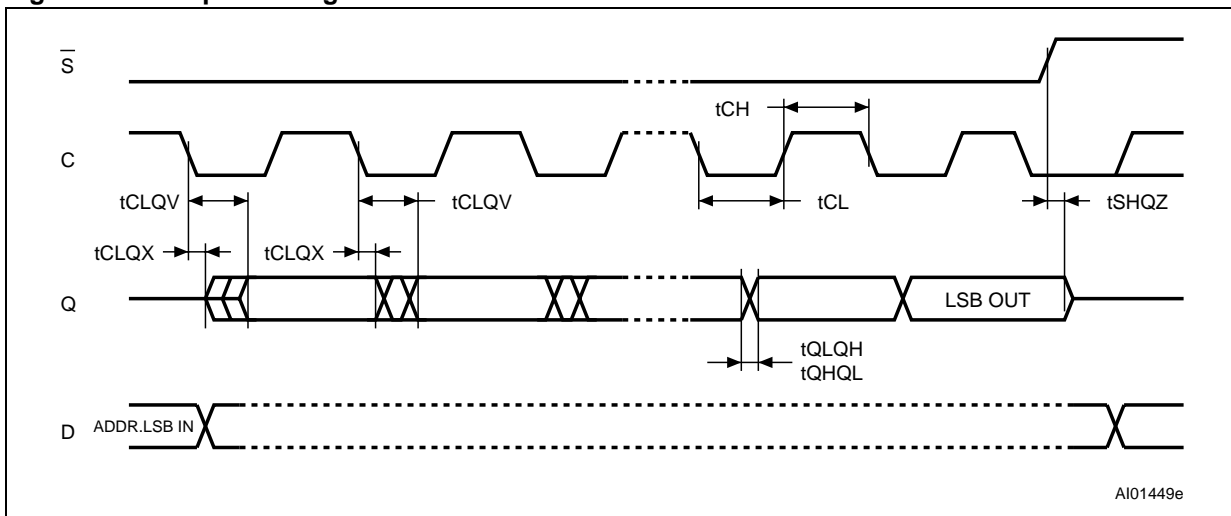 S
tCH
C
tCLQV
tCLQV
tCL
tSHQZ
tCLQX
tCLQX
Q
LSB OUT
tQLQH
tQHQL
D
ADDR.LSB IN
AI01449e